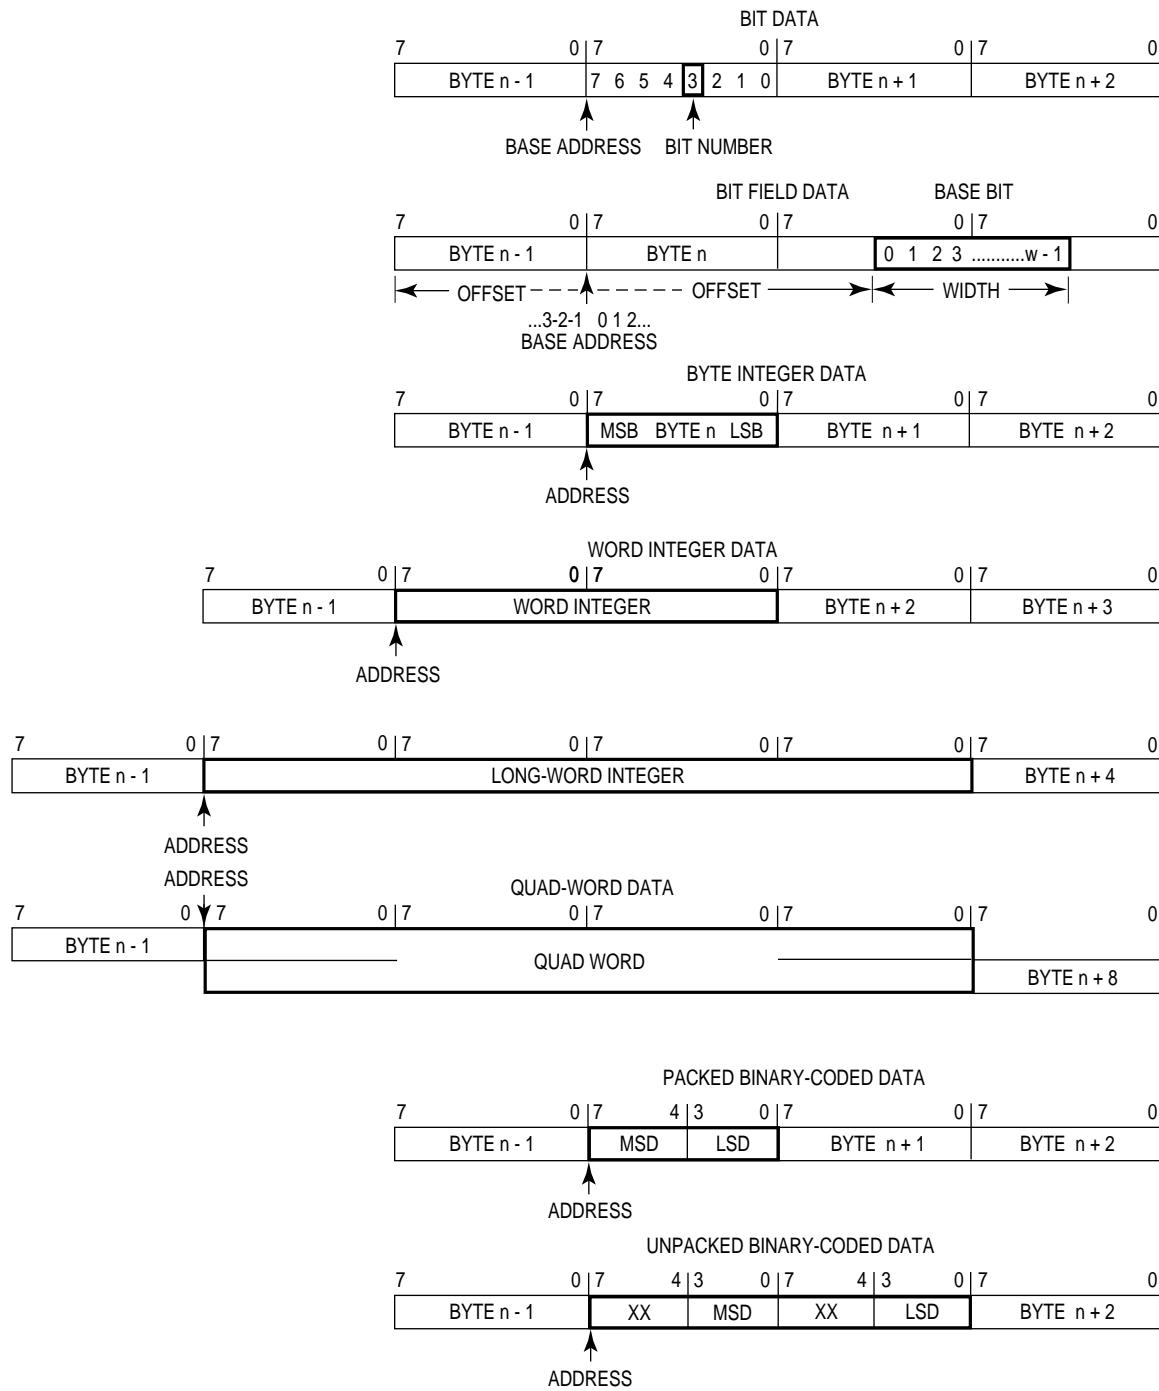 BIT DATA
7 0 7 0 7 0 7 0
BYTE n - 1 7 6 5 4 3 2 1 0 BYTE n + 1 BYTE n + 2
BASE ADDRESS BIT NUMBER
BIT FIELD DATA BASE BIT
7 0 7 0 7 0 7 0
BYTE n - 1 BYTE n 0 1 2 3 ...........w - 1
OFFSET OFFSET WIDTH
...3-2-1 0 1 2...
BASE ADDRESS
BYTE INTEGER DATA
7 0 7 0 7 0 7 0
BYTE n - 1 MSB BYTE n LSB BYTE n + 1 BYTE n + 2
ADDRESS
WORD INTEGER DATA
7 0 7 0 7 0 7 0 7 0
BYTE n - 1 WORD INTEGER BYTE n + 2 BYTE n + 3
ADDRESS
7 0 7 0 7 0 7 0 7 0 7 0
BYTE n - 1 LONG-WORD INTEGER BYTE n + 4
ADDRESS
ADDRESS
QUAD-WORD DATA
7 0 7 0 7 0 7 0 7 0 7 0
BYTE n - 1 QUAD WORD BYTE n + 8
PACKED BINARY-CODED DATA
7 0 7 4 3 0 7 0 7 0
BYTE n - 1 MSD LSD BYTE n + 1 BYTE n + 2
ADDRESS
UNPACKED BINARY-CODED DATA
7 0 7 4 3 0 7 4 3 0 7 0
BYTE n - 1 XX MSD XX LSD BYTE n + 2
ADDRESS